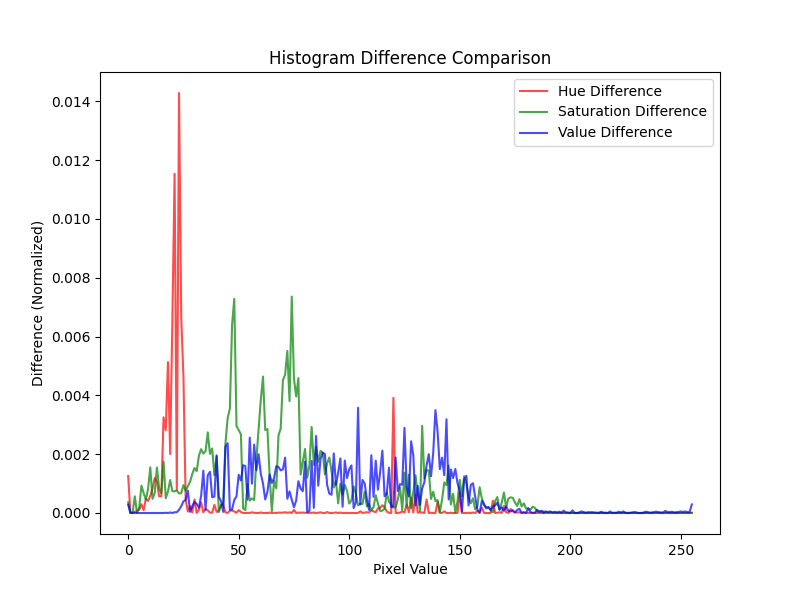 Histogram Difference Comparison
Hue Difference
Saturation Difference
Value Difference
0.014
0.012
0.010
0.008
0.006
0.004
0.002
0.000
Difference (Normalized)
0 50 100 150 200 250
Pixel Value